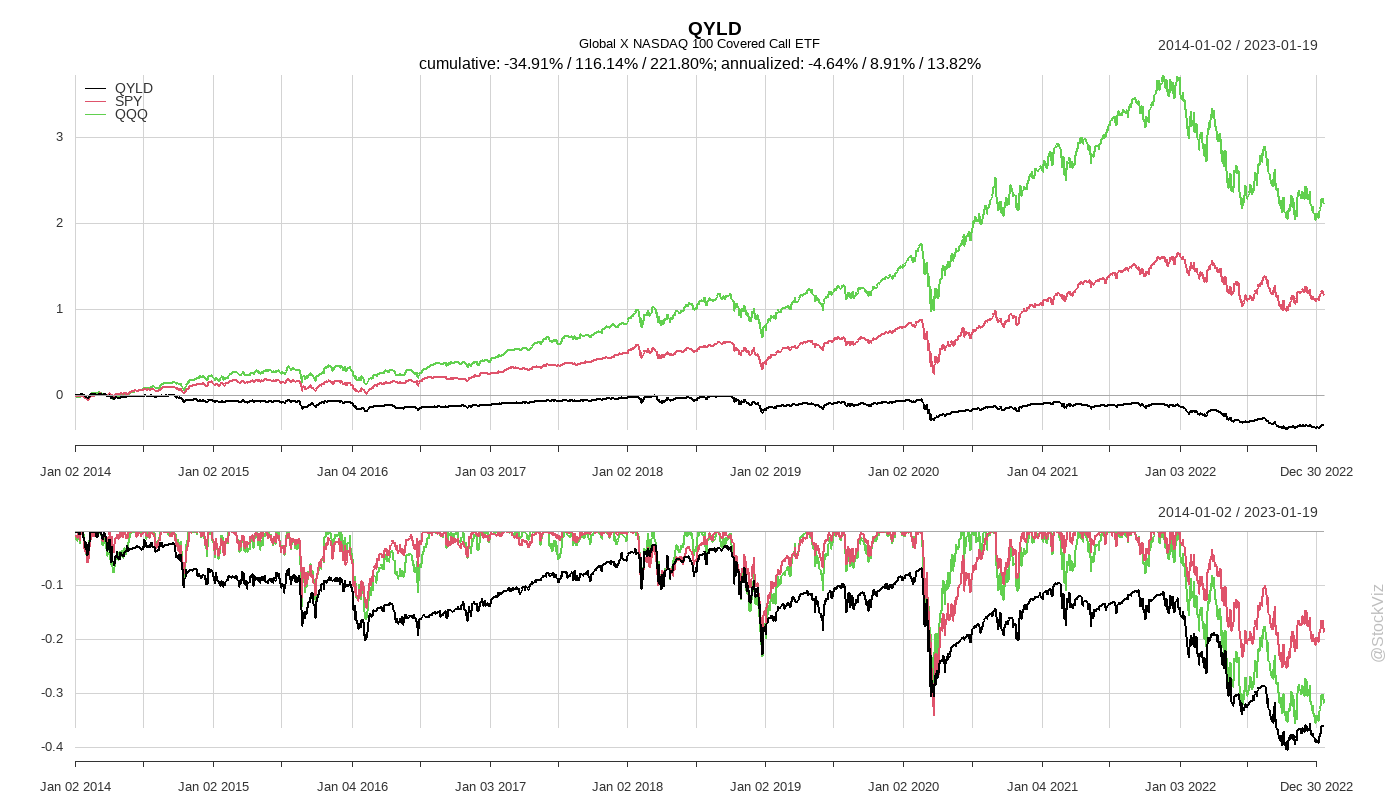 QYLD
Global X NASDAQ 100 Covered Call ETF
2014-01-02 / 2023-01-19
cumulative: -34.91% / 116.14% / 221.80%; annualized: -4.64% / 8.91% / 13.82%
QYLD
SPY
QQQ
3
2
1
0
Jan 02 2014 Jan 02 2015 Jan 04 2016 Jan 03 2017 Jan 02 2018 Jan 02 2019 Jan 02 2020 Jan 04 2021 Jan 03 2022 Dec 30 2022
2014-01-02 / 2023-01-19
-0.1
-0.2
-0.3
-0.4
Jan 02 2014 Jan 02 2015 Jan 04 2016 Jan 03 2017 Jan 02 2018 Jan 02 2019 Jan 02 2020 Jan 04 2021 Jan 03 2022 Dec 30 2022
@StockViz